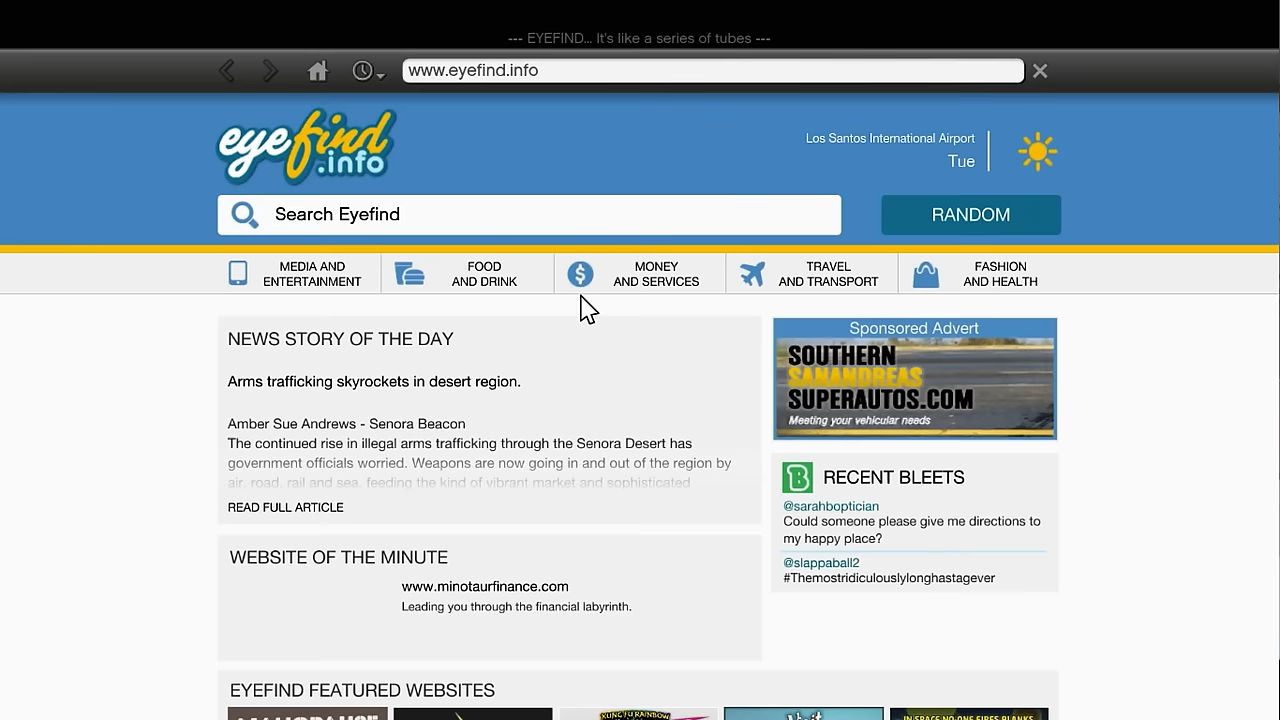 --- EYEFIND... It's like a series of tubes ---
www.eyefind.info
eyefind
.info
Los Santos International Airport
Tue
Search Eyefind
RANDOM
MEDIA AND
ENTERTAINMENT
FOOD
AND DRINK
MONEY
AND SERVICES
TRAVEL
AND TRANSPORT
FASHION
AND HEALTH
NEWS STORY OF THE DAY
Arms trafficking skyrockets in desert region.
Amber Sue Andrews - Senora Beacon
The continued rise in illegal arms trafficking through the Senora Desert has
government officials worried. Weapons are now going in and out of the region by
air, road, rail and sea, feeding the kind of vibrant market and sophisticated
READ FULL ARTICLE
WEBSITE OF THE MINUTE
www.minotaurfinance.com
Leading you through the financial labyrinth.
Sponsored Advert
SOUTHERN
SANANDREAS
SUPERAUTOS.COM
Meeting your vehicular needs
RECENT BLEETS
@sarahboptician
Could someone please give me directions to
my happy place?
@slappaball2
#Themostridiculouslylonghastagever
EYEFIND FEATURED WEBSITES
KUNG FU RAINBOW
Visit
IN SPACE NO-ONE FIRES BLANKS